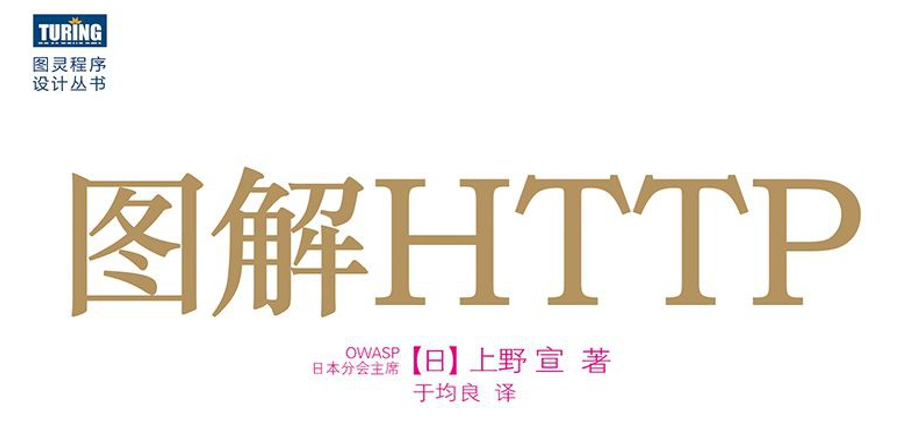 TURING
图灵程序
设计丛书
图解HTTP
OWASP
日本分会主席
【日】上野 宣 著
于均良 译